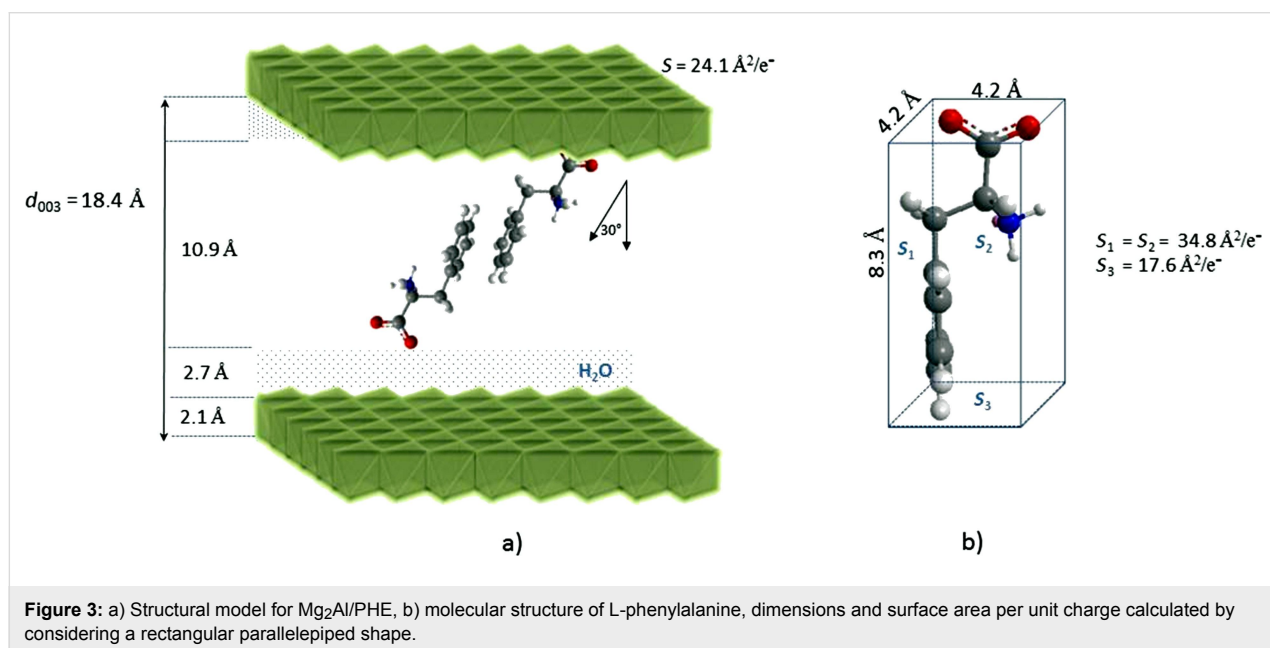 S = 24.1 Å²/e⁻
d₀₀₃ = 18.4 Å
10.9 Å
30°
2.7 Å
H₂O
2.1 Å
a)
4.2 Å
4.2 Å
8.3 Å
S₁
S₂
S₃
S₁ = S₂ = 34.8 Å²/e⁻
S₃ = 17.6 Å²/e⁻
b)
Figure 3: a) Structural model for Mg₂Al/PHE, b) molecular structure of L-phenylalanine, dimensions and surface area per unit charge calculated by
considering a rectangular parallelepiped shape.